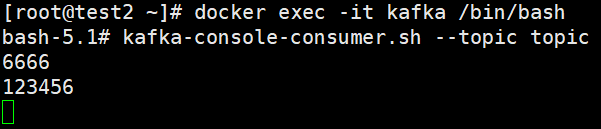 [root@test2 ~]# docker exec -it kafka /bin/bash
bash-5.1# kafka-console-consumer.sh --topic topic
6666
123456